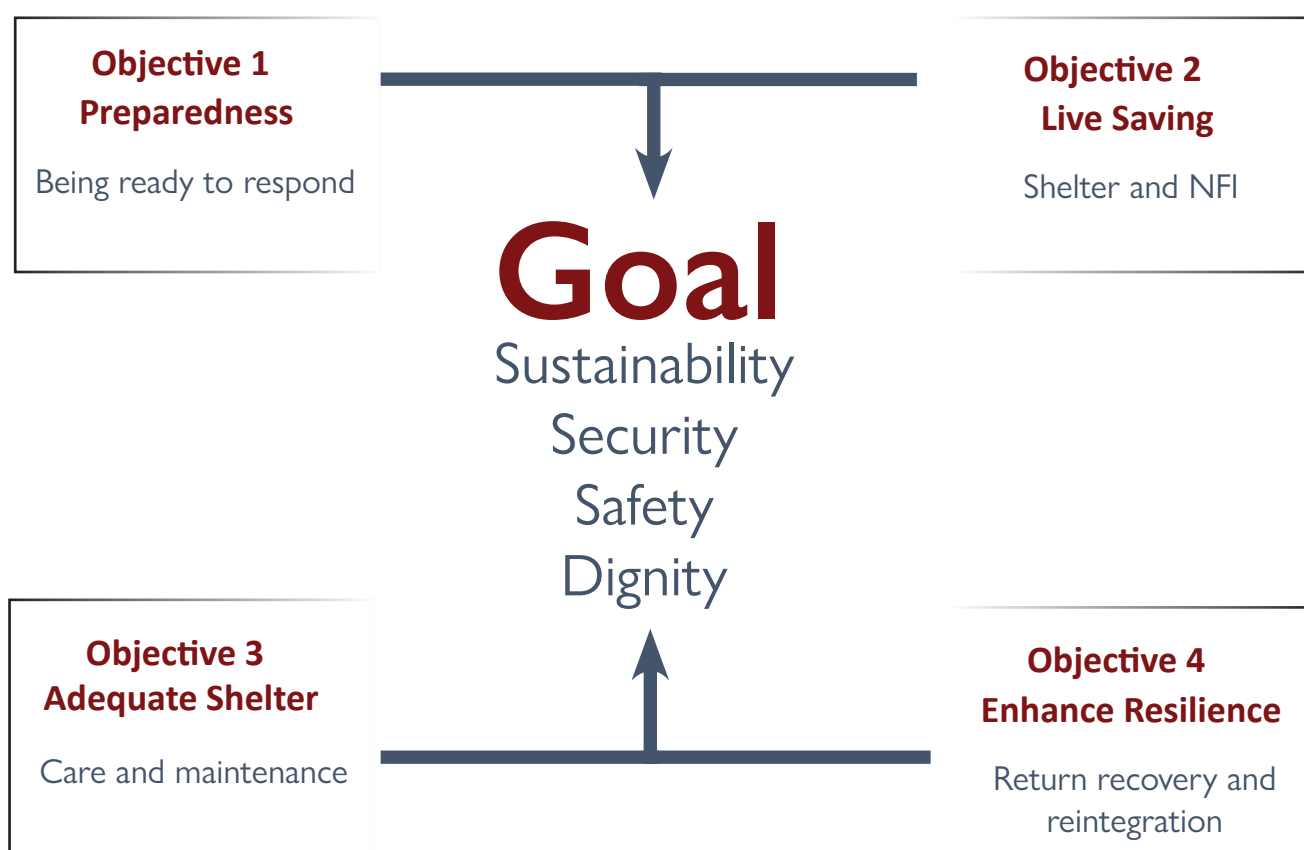 Objective 1
Preparedness
Being ready to respond
Objective 2
Live Saving
Shelter and NFI
Goal
Sustainability
Security
Safety
Dignity
Objective 3
Adequate Shelter
Care and maintenance
Objective 4
Enhance Resilience
Return recovery and
reintegration